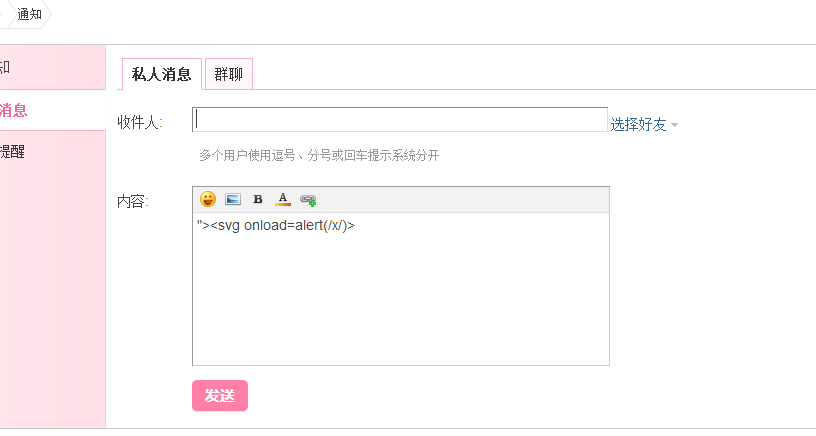 通知
知
私人消息 群聊
消息
收件人: 选择好友
提醒
多个用户使用逗号、分号或回车提示系统分开
B A
内容:
"><svg onload=alert(/x/)>
发送